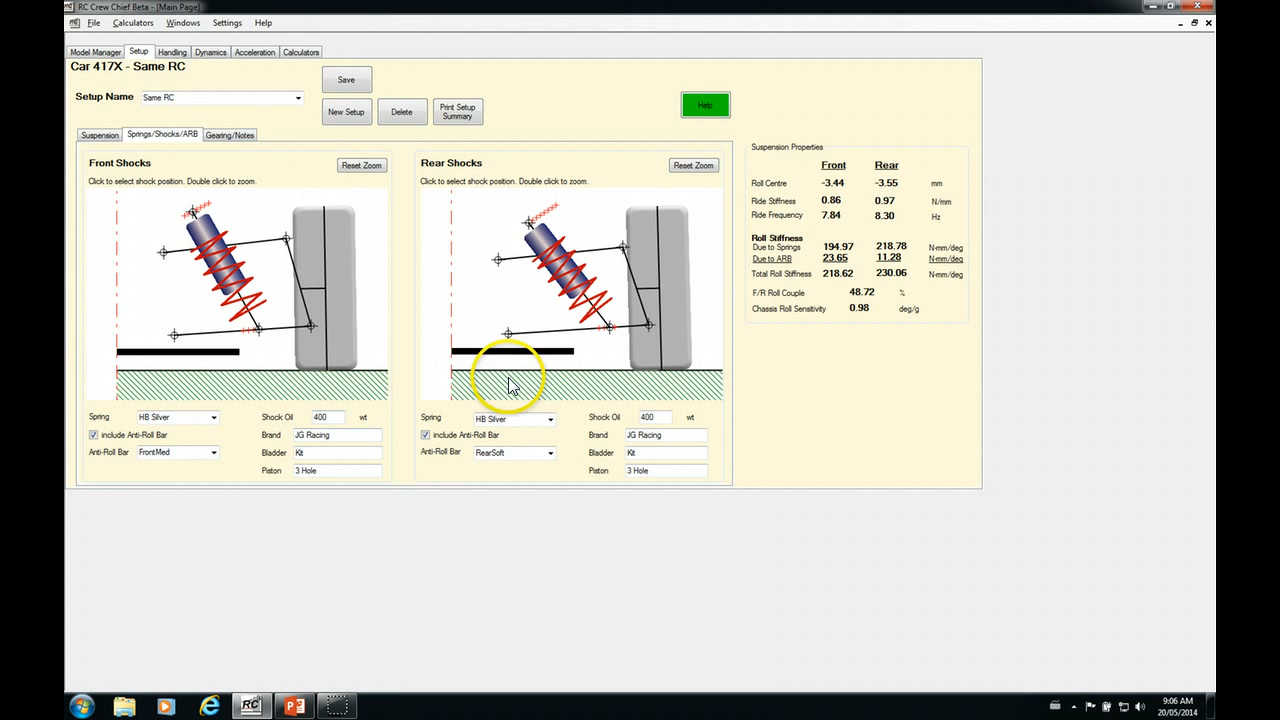 RC Crew Chief Beta - [Main Page]
File Calculators Windows Settings Help
Model Manager Setup Handling Dynamics Acceleration Calculators
Car 417X - Same RC
Save
Setup Name Same RC
New Setup Delete Print Setup Summary
Help
Suspension Springs/Shocks/ARB Gearing/Notes
Front Shocks
Reset Zoom
Click to select shock position. Double click to zoom.
Spring HB Silver
Shock Oil 400 wt
include Anti-Roll Bar
Brand JG Racing
Anti-Roll Bar FrontMed
Bladder Kit
Piston 3 Hole
Rear Shocks
Reset Zoom
Click to select shock position. Double click to zoom.
Spring HB Silver
Shock Oil 400 wt
include Anti-Roll Bar
Brand JG Racing
Anti-Roll Bar RearSoft
Bladder Kit
Piston 3 Hole
Suspension Properties
Front Rear
Roll Centre -3.44 -3.55 mm
Ride Stiffness 0.86 0.97 N/mm
Ride Frequency 7.84 8.30 Hz
Roll Stiffness
Due to Springs 194.97 218.78 N·mm/deg
Due to ARB 23.65 11.28 N·mm/deg
Total Roll Stiffness 218.62 230.06 N·mm/deg
F/R Roll Couple 48.72 %
Chassis Roll Sensitivity 0.98 deg/g
RC
9:06 AM
20/05/2014